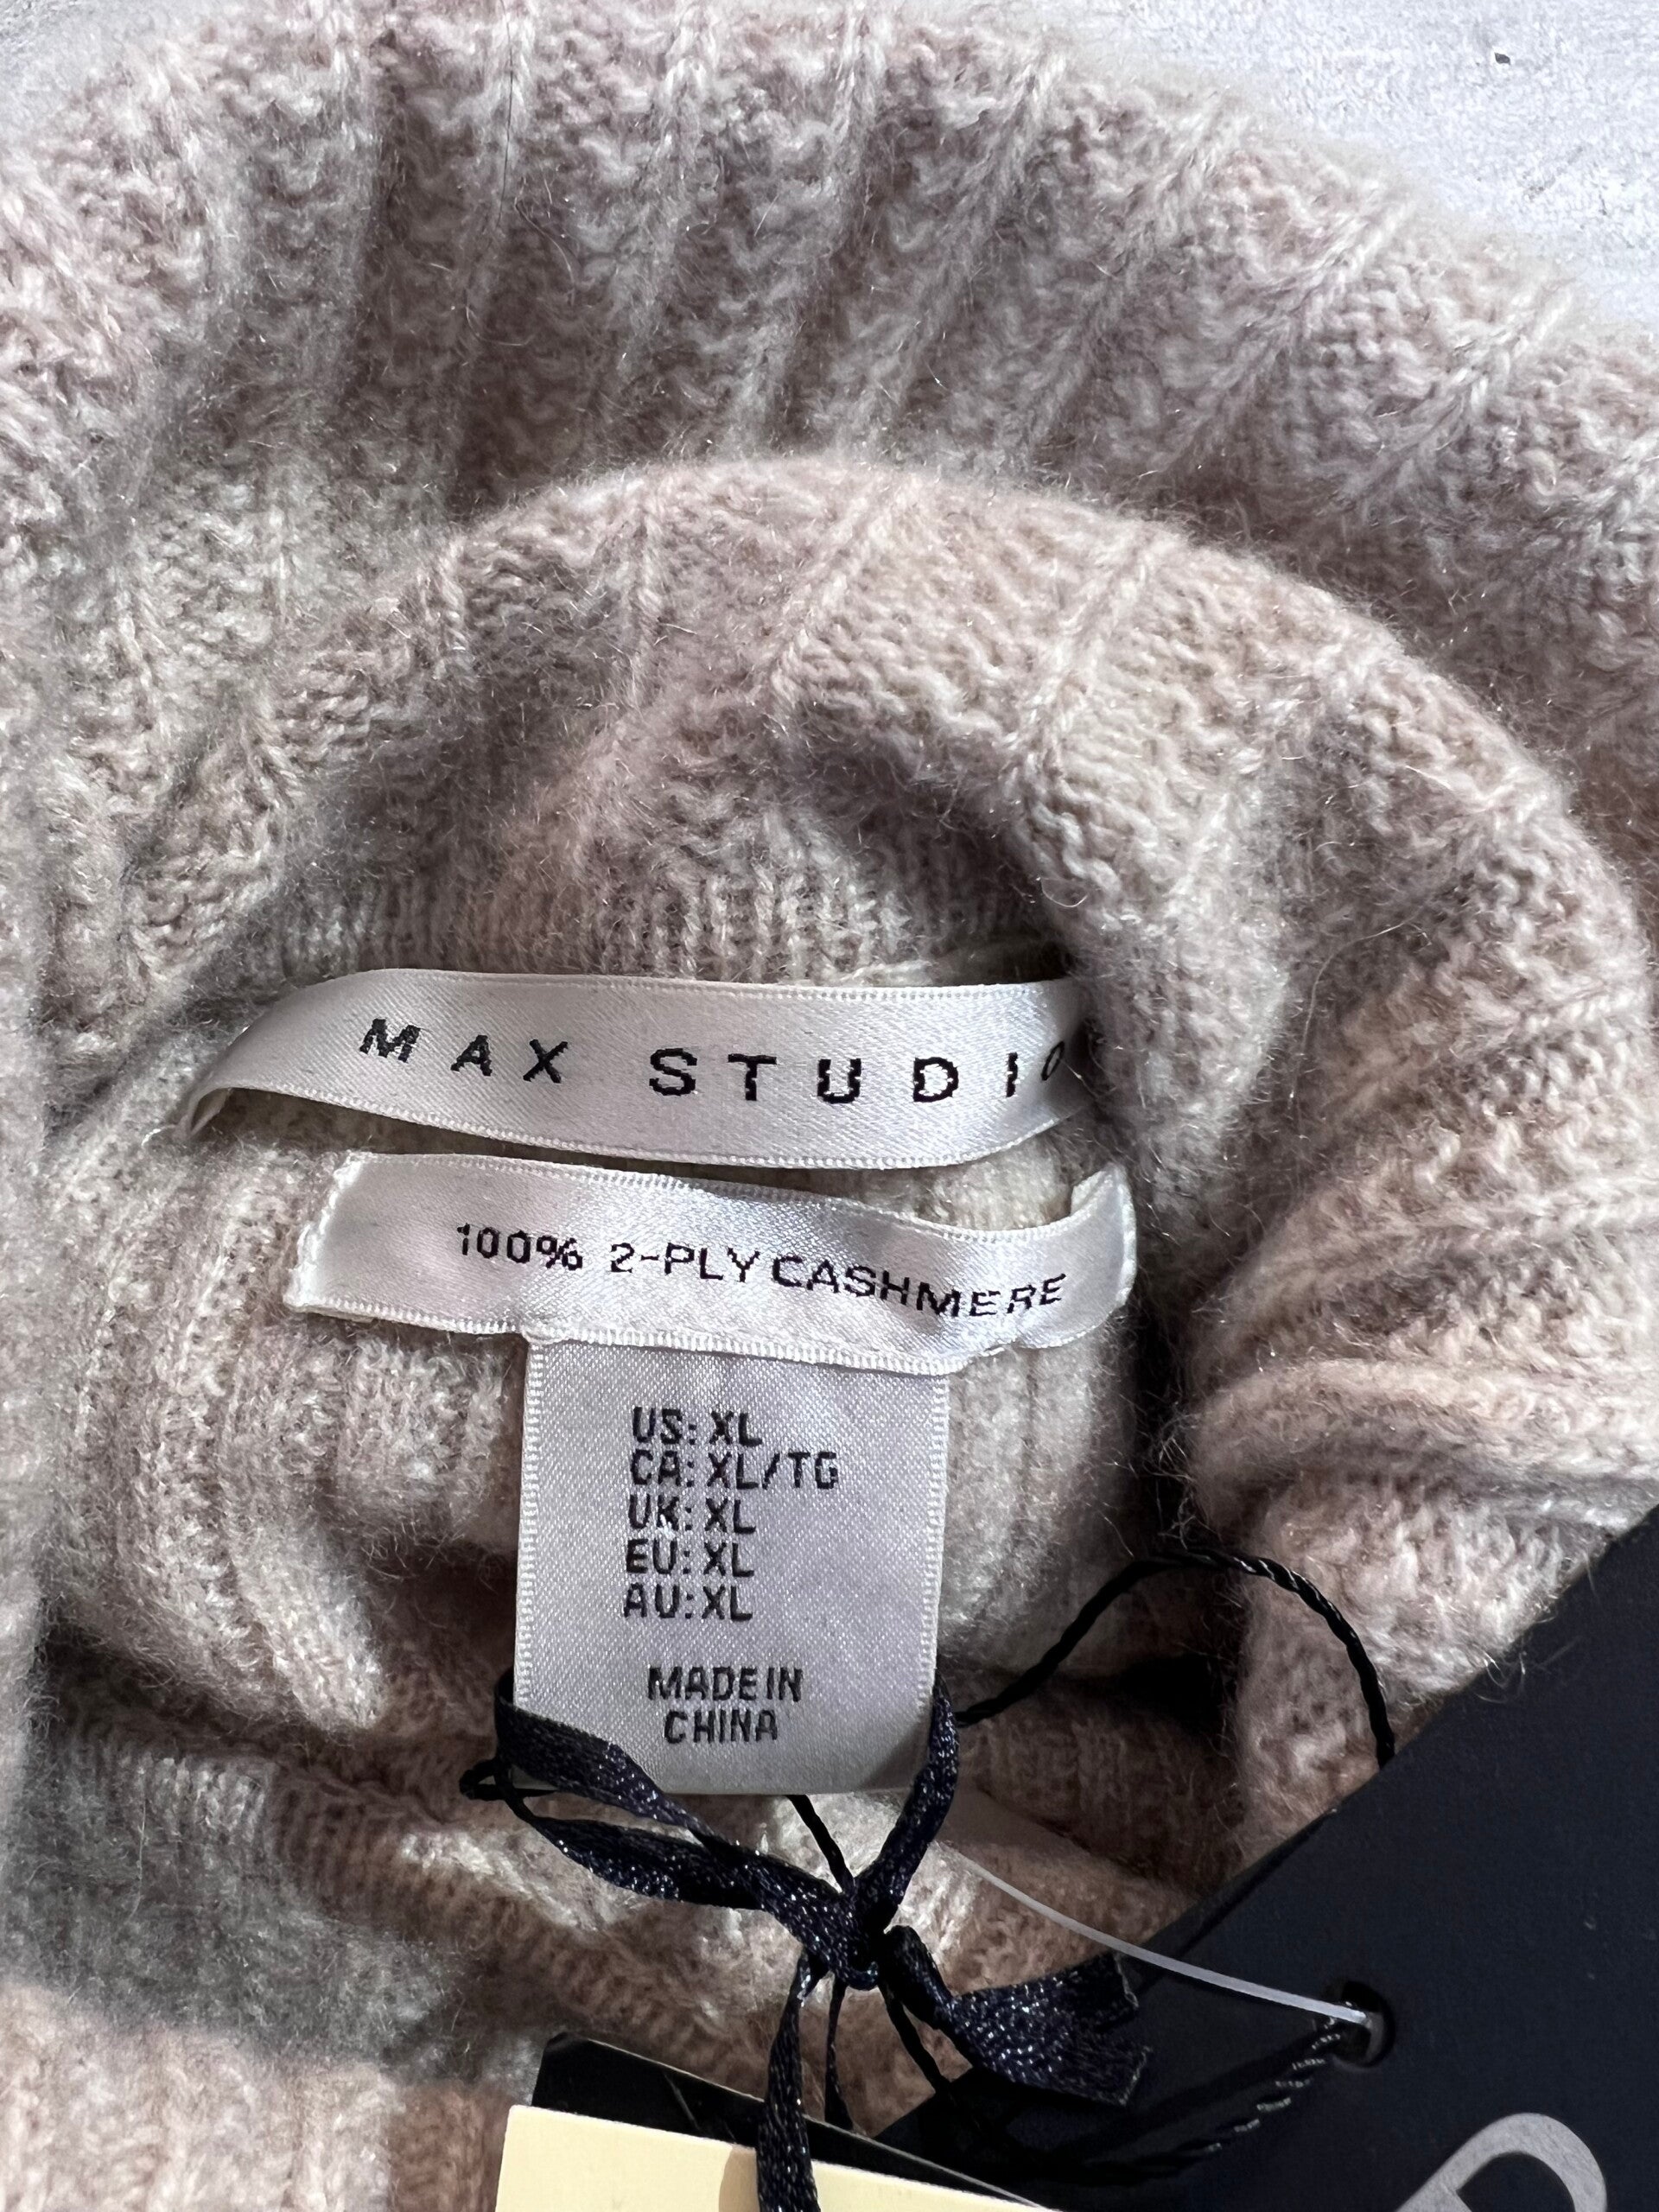 MAX STUDIO
100% 2-PLY CASHMERE
US: XL
CA: XL/TG
UK: XL
EU: XL
AU: XL
MADE IN
CHINA